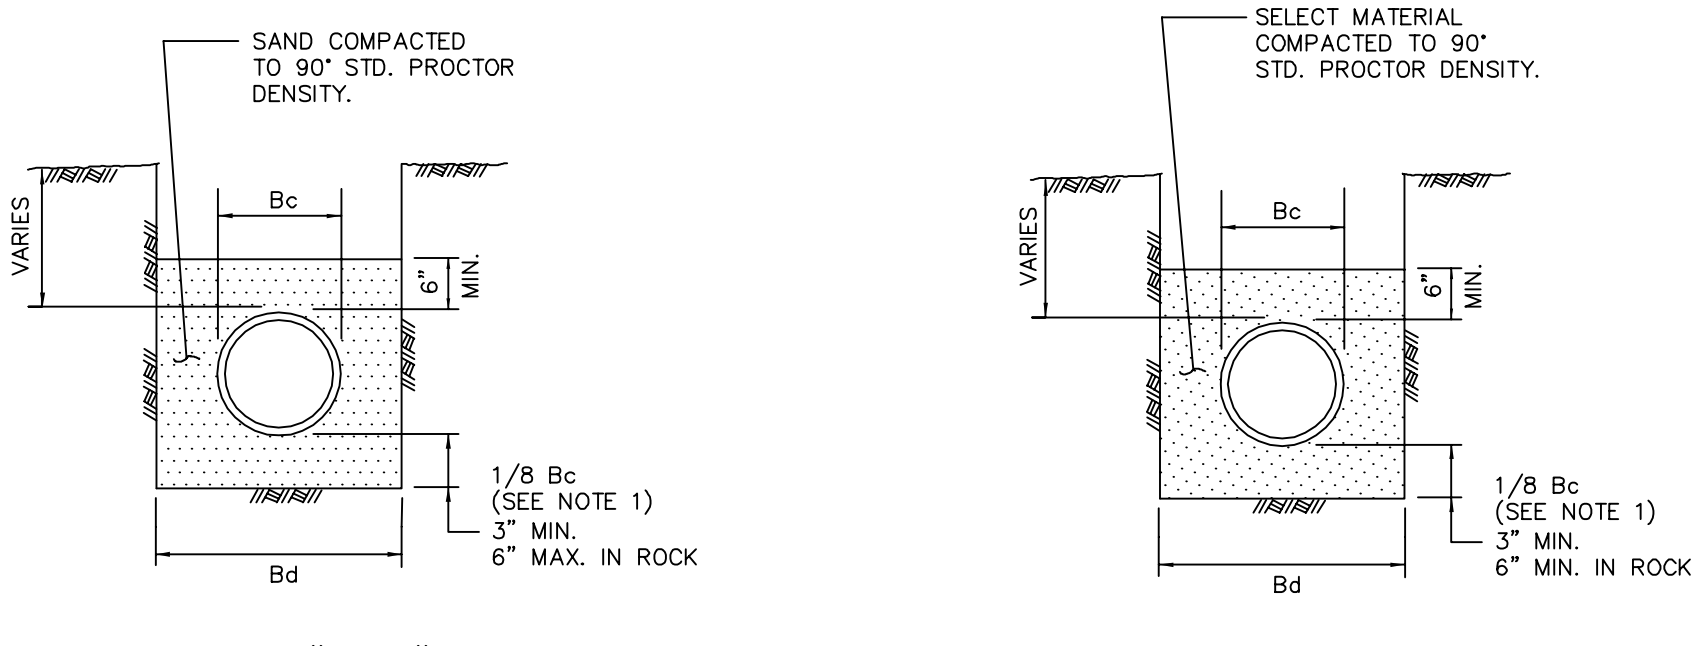 SAND COMPACTED
TO 90° STD. PROCTOR
DENSITY.
VARIES
Bc
6"
MIN.
1/8 Bc
(SEE NOTE 1)
3" MIN.
6" MAX. IN ROCK
Bd
SELECT MATERIAL
COMPACTED TO 90°
STD. PROCTOR DENSITY.
VARIES
Bc
6"
MIN.
1/8 Bc
(SEE NOTE 1)
3" MIN.
6" MIN. IN ROCK
Bd